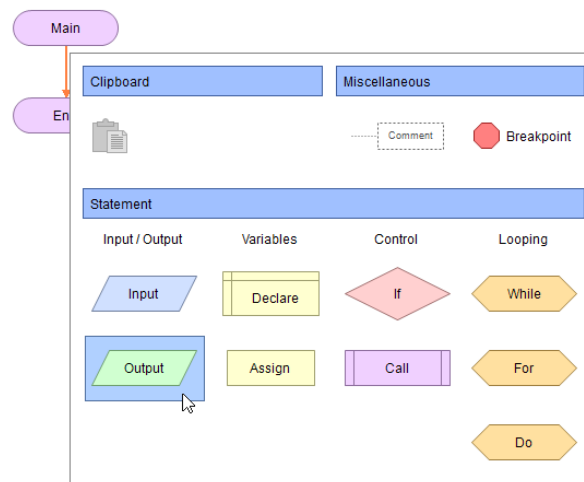 Main
En
Clipboard
Miscellaneous
Comment
Breakpoint
Statement
Input / Output
Variables
Control
Looping
Input
Declare
If
While
Output
Assign
Call
For
Do